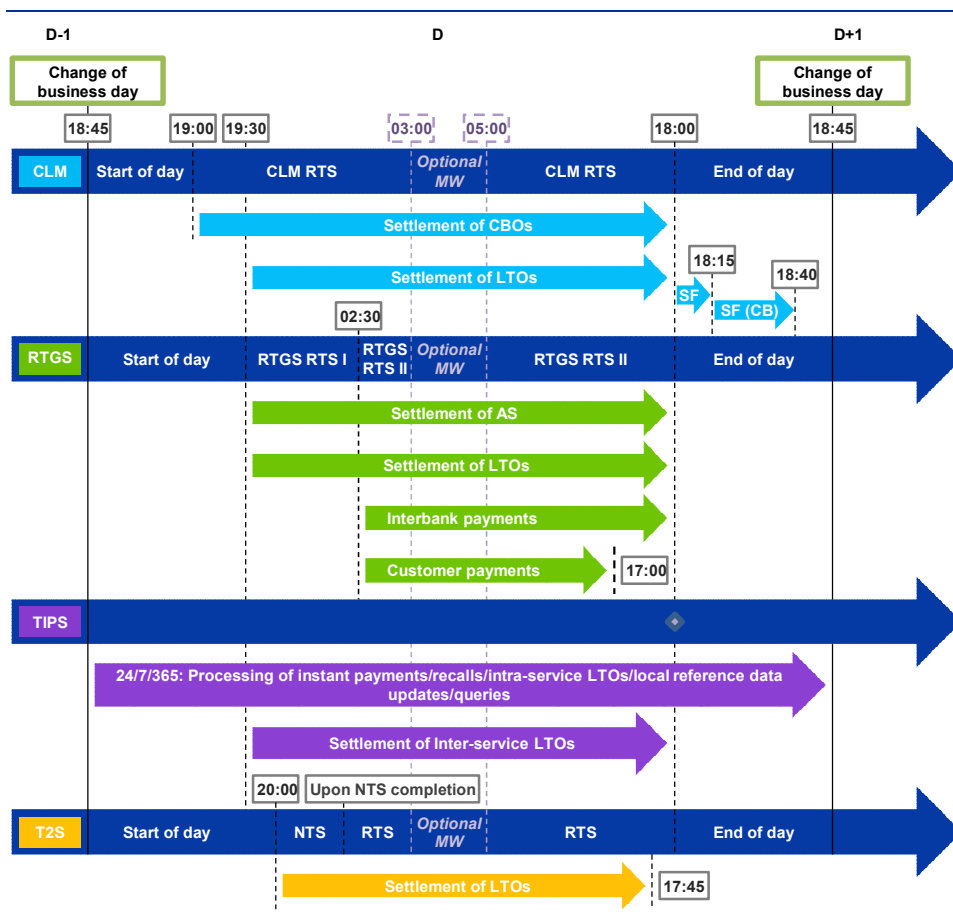 D-1 D D+1
Change of
business day
Change of
business day
18:45 19:00 19:30 03:00 05:00 18:00 18:45
CLM Start of day CLM RTS Optional
MW CLM RTS End of day
Settlement of CBOs
Settlement of LTOs
18:15
18:40
SF
SF (CB)
02:30
RTGS Start of day RTGS RTS I RTGS
RTS II Optional
MW RTGS RTS II End of day
Settlement of AS
Settlement of LTOs
Interbank payments
Customer payments 17:00
TIPS
24/7/365: Processing of instant payments/recalls/intra-service LTOs/local reference data
updates/queries
Settlement of Inter-service LTOs
20:00 Upon NTS completion
T2S Start of day NTS RTS Optional
MW RTS End of day
Settlement of LTOs 17:45